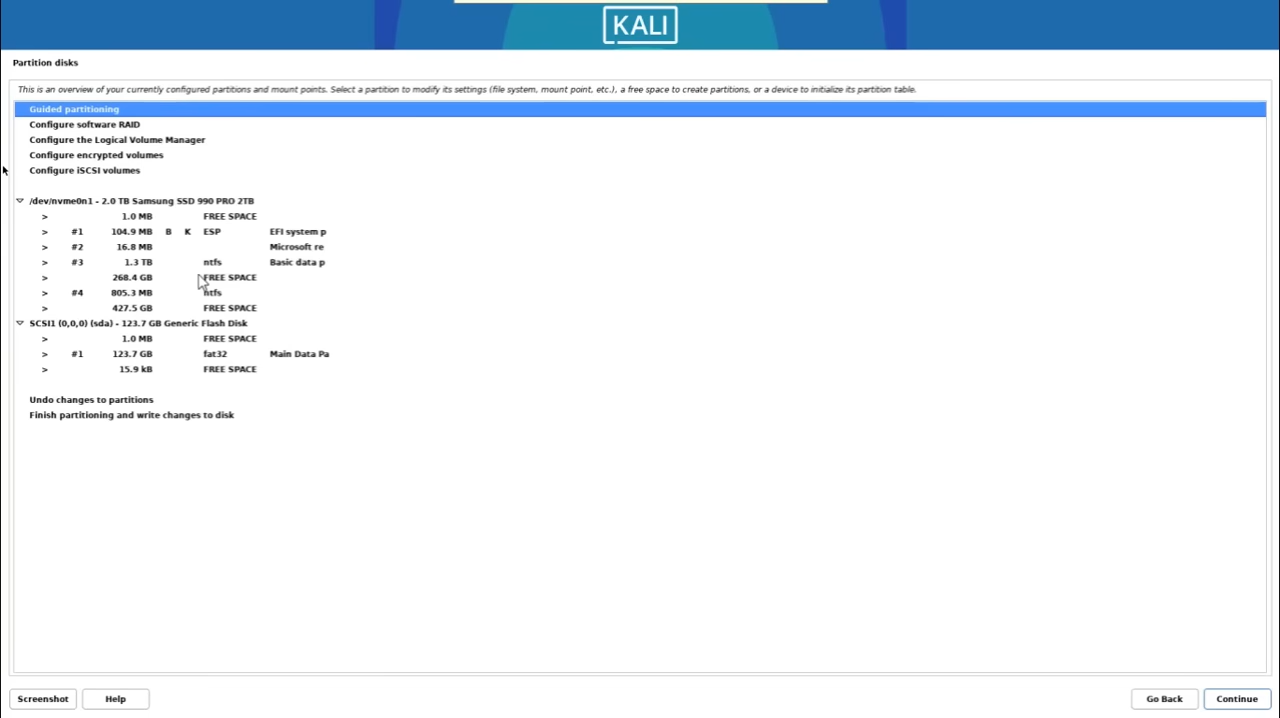 KALI
Partition disks
This is an overview of your currently configured partitions and mount points. Select a partition to modify its settings (file system, mount point, etc.), a free space to create partitions, or a device to initialize its partition table.
Guided partitioning
Configure software RAID
Configure the Logical Volume Manager
Configure encrypted volumes
Configure iSCSI volumes
/dev/nvme0n1 - 2.0 TB Samsung SSD 990 PRO 2TB
> 1.0 MB FREE SPACE
> #1 104.9 MB B K ESP EFI system p
> #2 16.8 MB Microsoft re
> #3 1.3 TB ntfs Basic data p
> 268.4 GB FREE SPACE
> #4 805.3 MB ntfs
> 427.5 GB FREE SPACE
SCSI1 (0,0,0) (sda) - 123.7 GB Generic Flash Disk
> 1.0 MB FREE SPACE
> #1 123.7 GB fat32 Main Data Pa
> 15.9 kB FREE SPACE
Undo changes to partitions
Finish partitioning and write changes to disk
Screenshot Help Go Back Continue